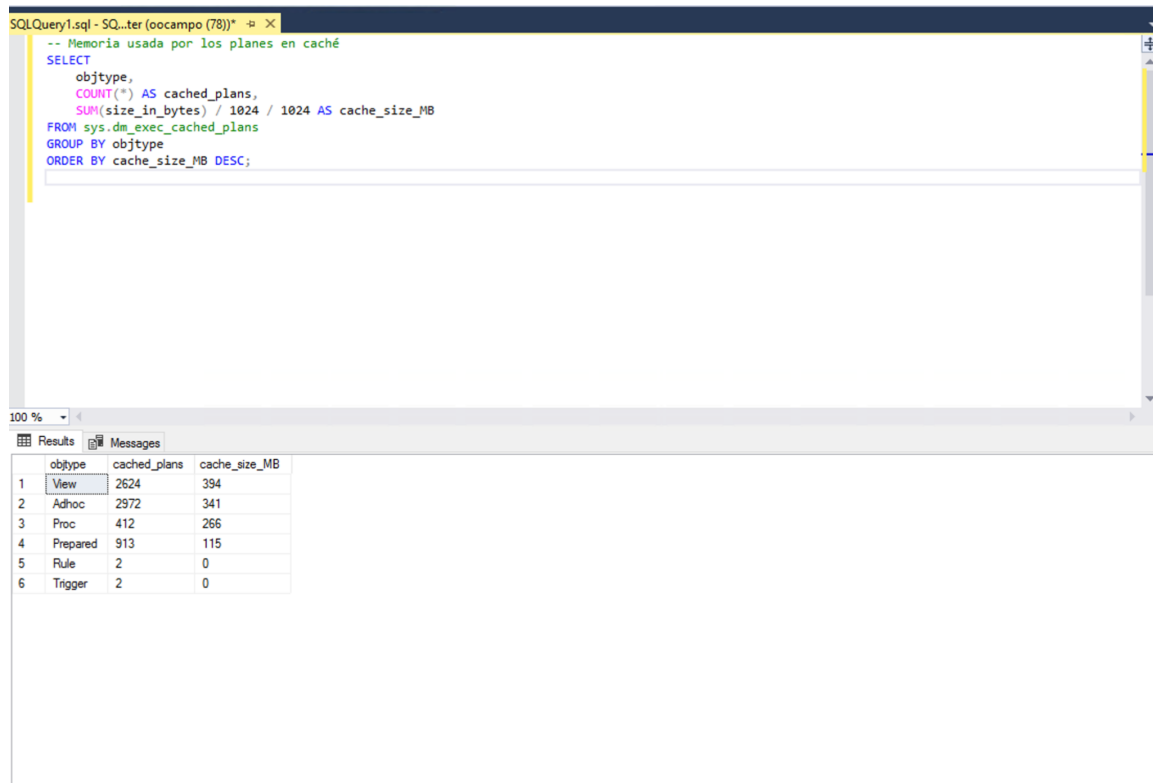 SQLQuery1.sql - SQ...ter (oocampo (78))*
-- Memoria usada por los planes en caché
SELECT
objtype,
COUNT(*) AS cached_plans,
SUM(size_in_bytes) / 1024 / 1024 AS cache_size_MB
FROM sys.dm_exec_cached_plans
GROUP BY objtype
ORDER BY cache_size_MB DESC;
100 %
Results Messages
objtype cached_plans cache_size_MB
1 View 2624 394
2 Adhoc 2972 341
3 Proc 412 266
4 Prepared 913 115
5 Rule 2 0
6 Trigger 2 0